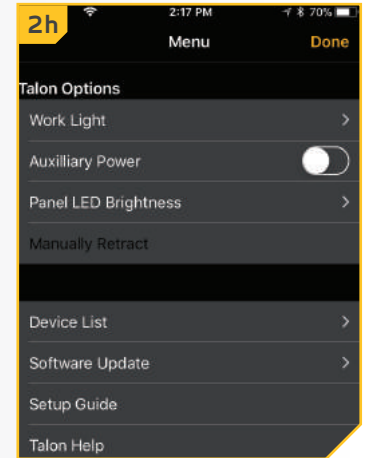 2h
2:17 PM 70%
Menu Done
Talon Options
Work Light
Auxilliary Power
Panel LED Brightness
Manually Retract
Device List
Software Update
Setup Guide
Talon Help